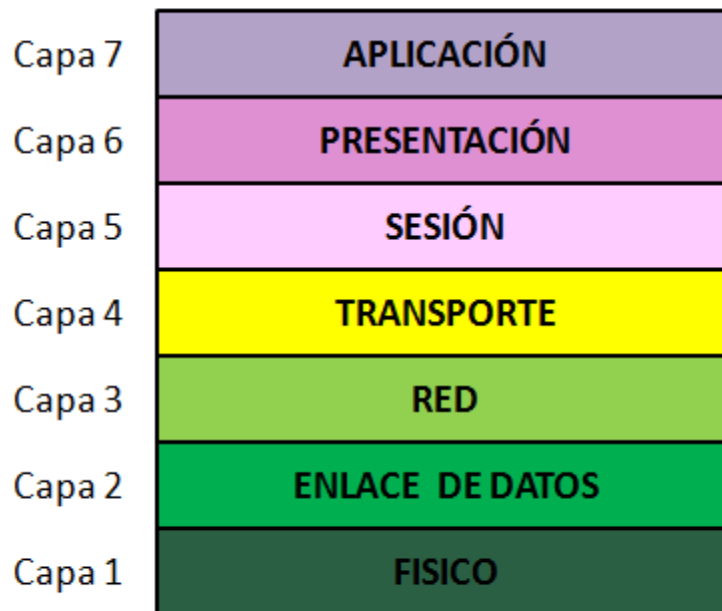 Capa 7 APLICACIÓN
Capa 6 PRESENTACIÓN
Capa 5 SESIÓN
Capa 4 TRANSPORTE
Capa 3 RED
Capa 2 ENLACE DE DATOS
Capa 1 FISICO